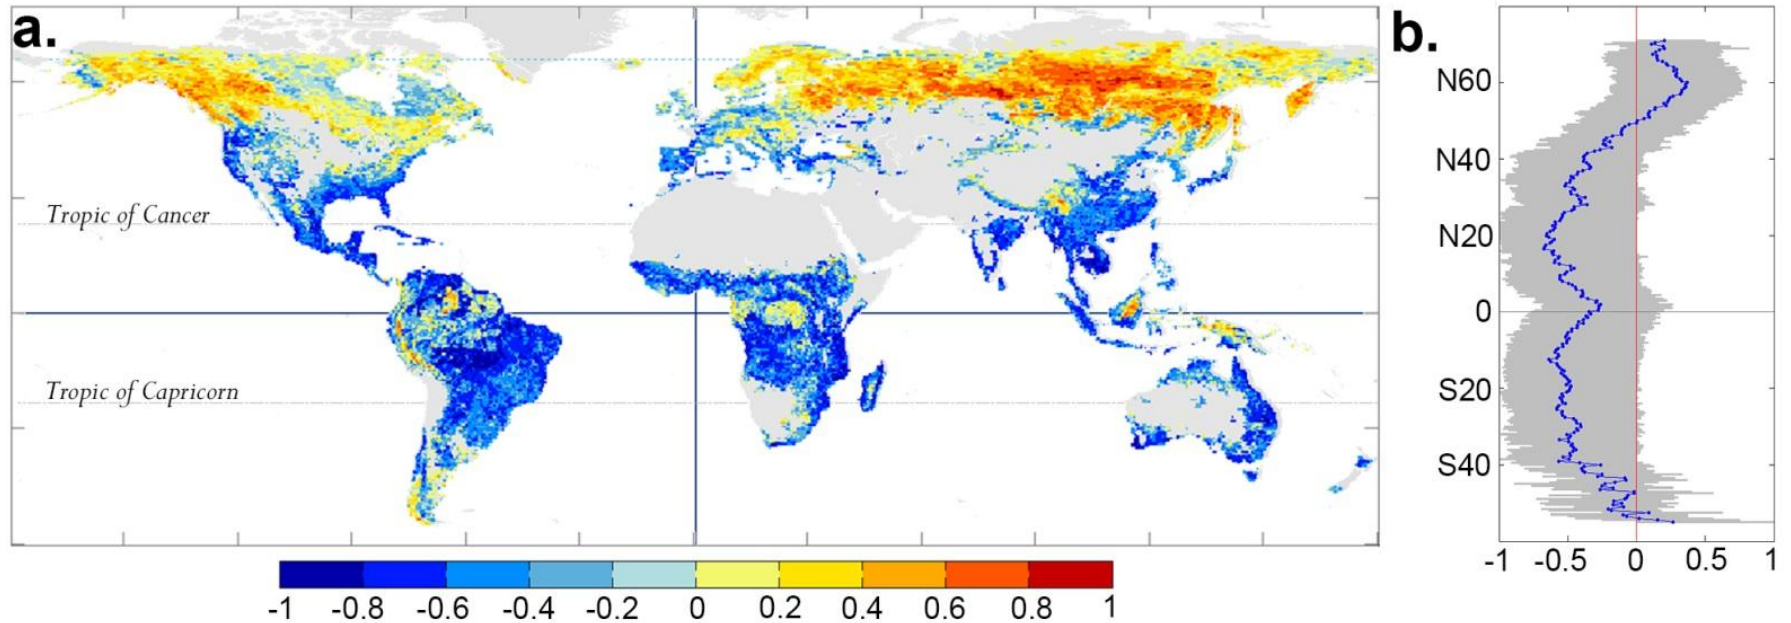 a.
b.
Tropic of Cancer
Tropic of Capricorn
-1 -0.8 -0.6 -0.4 -0.2 0 0.2 0.4 0.6 0.8 1
N60
N40
N20
0
S20
S40
-1 -0.5 0 0.5 1